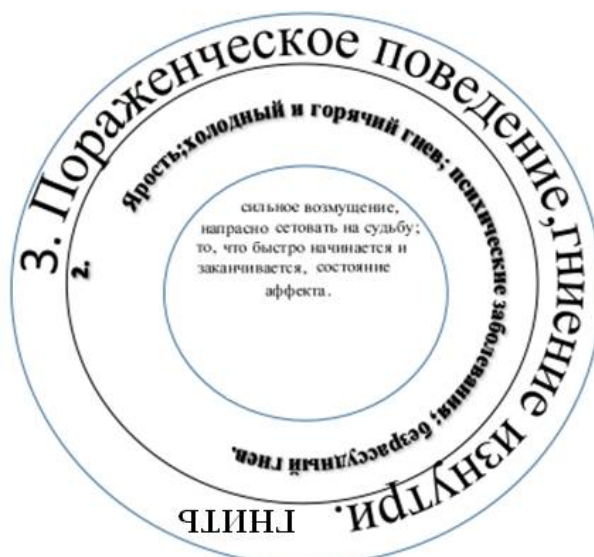 3. Пораженческое поведение,гниение изнутри.
гнить
2.
Ярость;холодный и горячий гнев; психические заболевания; безрассудный гнев.
сильное возмущение,
напрасно сетовать на судьбу;
то, что быстро начинается и
заканчивается, состояние
аффекта.